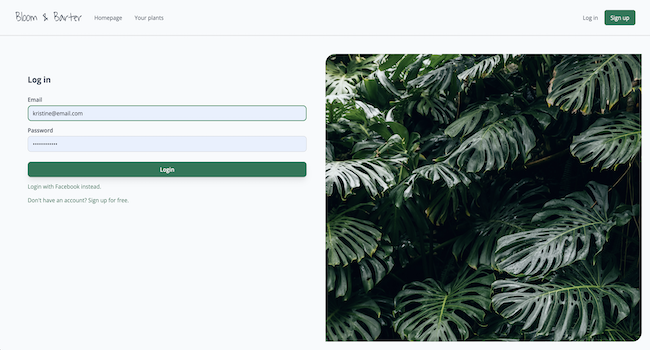 Bloom & Barter Homepage Your plants Log in Sign up
Log in
Email
kristine@email.com
Password
••••••••••••
Login
Login with Facebook instead.
Don't have an account? Sign up for free.